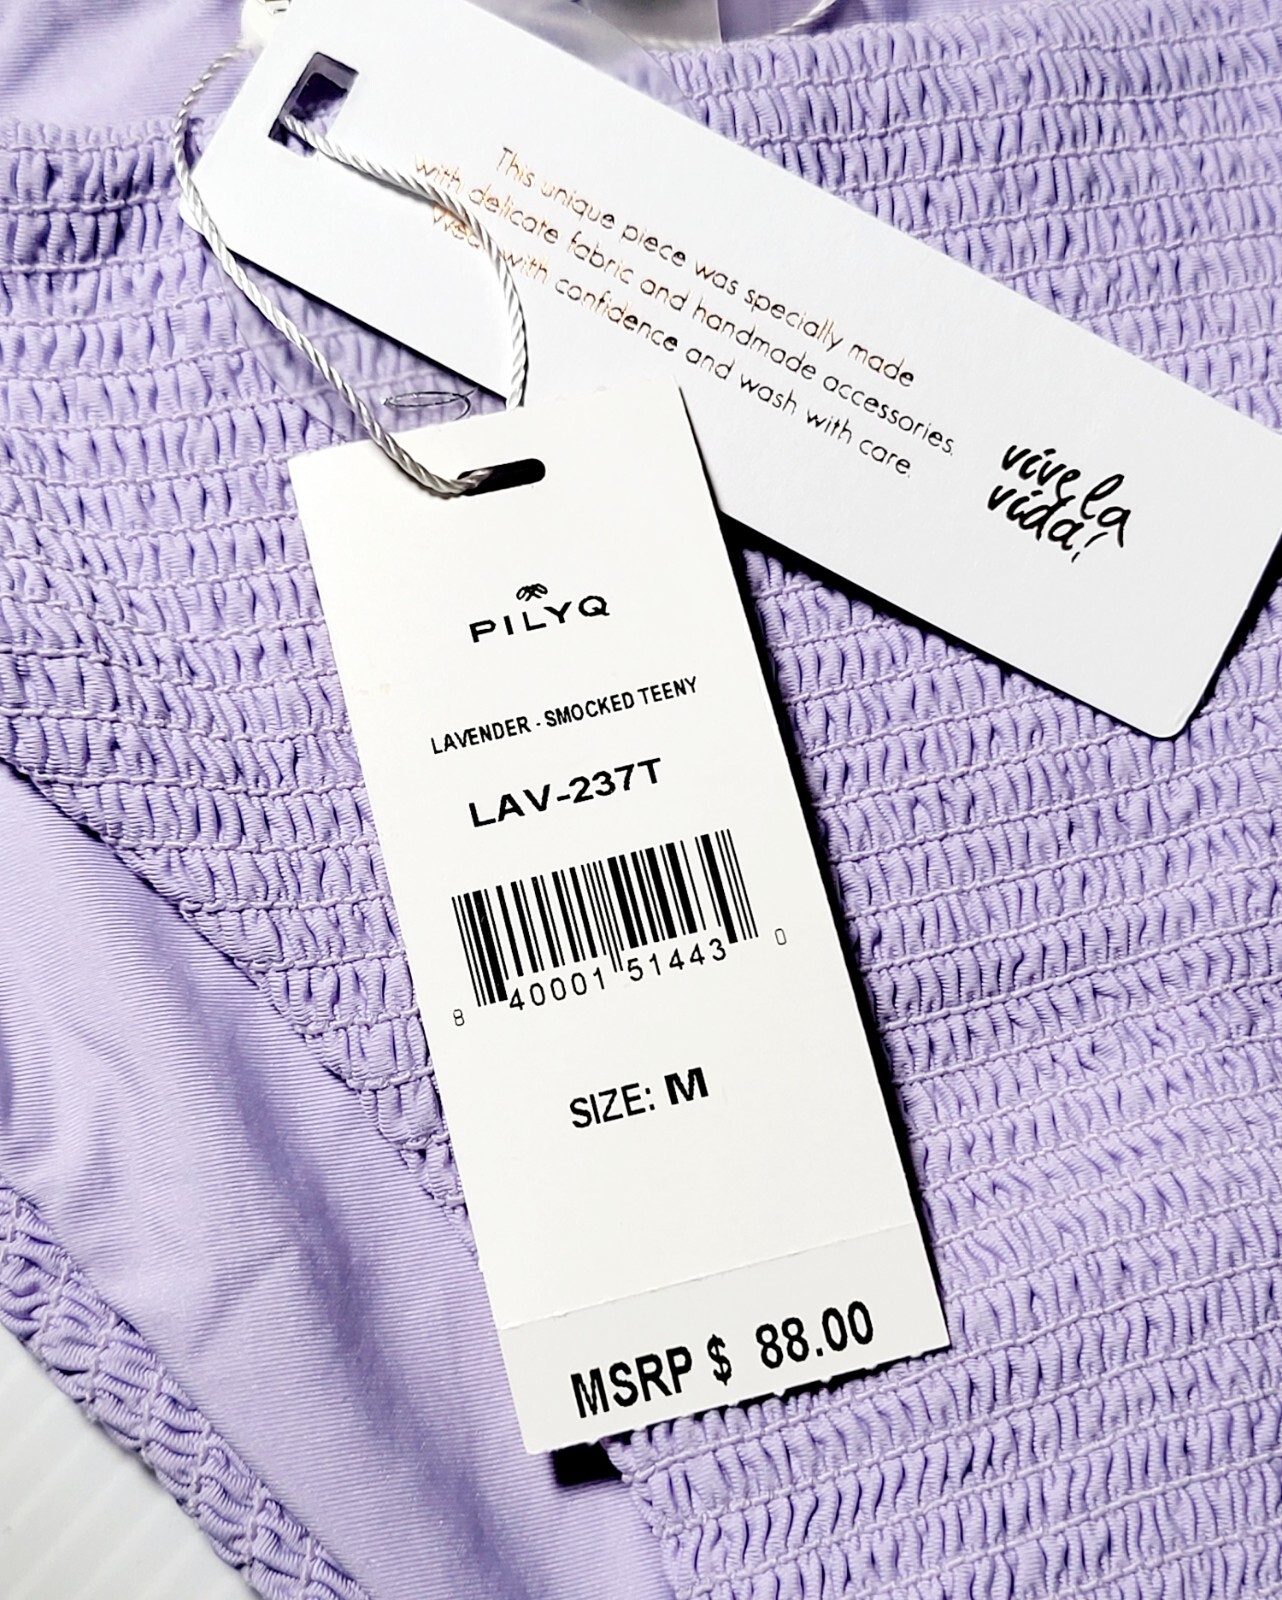 This unique piece was specially made
with delicate fabric and handmade accessories.
with confidence and wash with care.
vive la
vida!
PILYQ
LAVENDER - SMOCKED TEENY
LAV-237T
8 40001 51443 0
SIZE: M
MSRP $ 88.00